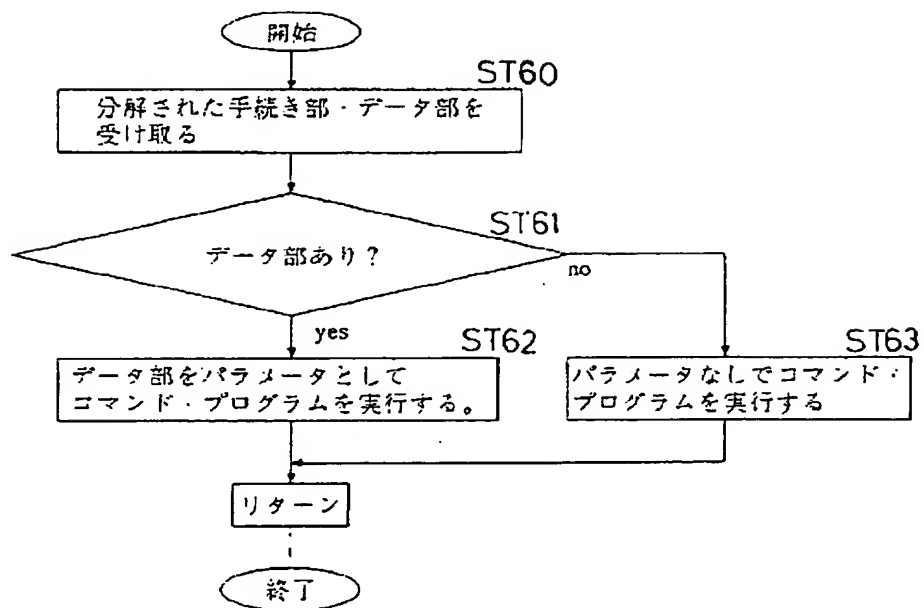 開始
ST60
分解された手続き部・データ部を
受け取る
ST61
データ部あり?
no
yes
ST62
データ部をパラメータとして
コマンド・プログラムを実行する。
ST63
パラメータなしでコマンド・
プログラムを実行する
リターン
終了